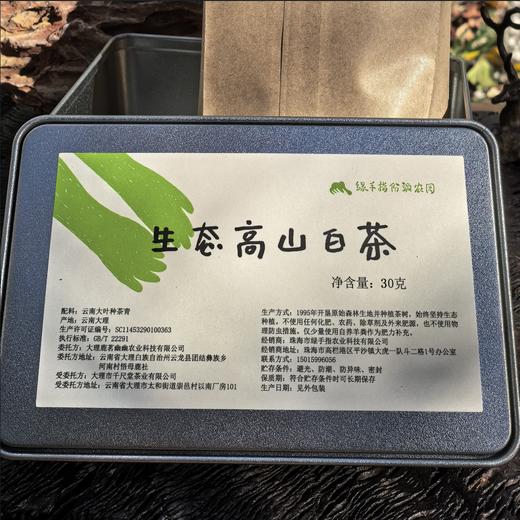 绿手指份额农园
生态高山白茶
净含量：30克
配料：云南大叶种茶青
产地：云南大理
生产许可证编号：SC11453290100363
执行标准：GB/T 22291
委托方：大理鹿茗幽幽农业科技有限公司
委托方地址：云南省大理白族自治州云龙县团结彝族乡
河南村悟母鹿社
受委托方：大理市千尺堂茶业有限公司
受委托方地址：云南省大理市太和街道崇邑村以南厂房101
生产方式：1995年开垦原始森林生地并种植茶树，始终坚持生态
种植，不使用任何化肥、农药、除草剂及外来肥源，也不使用物
理防虫措施。仅少量使用自养羊粪作为肥力补充。
经销商：珠海市绿手指农业科技有限公司
经销商地址：珠海市高栏港区平沙镇大虎一队斗二格1号办公室
联系方式：15015996056
贮存条件：避光、防潮、防异味、密封
保质期：符合贮存条件可长期保存
生产日期：见外包装